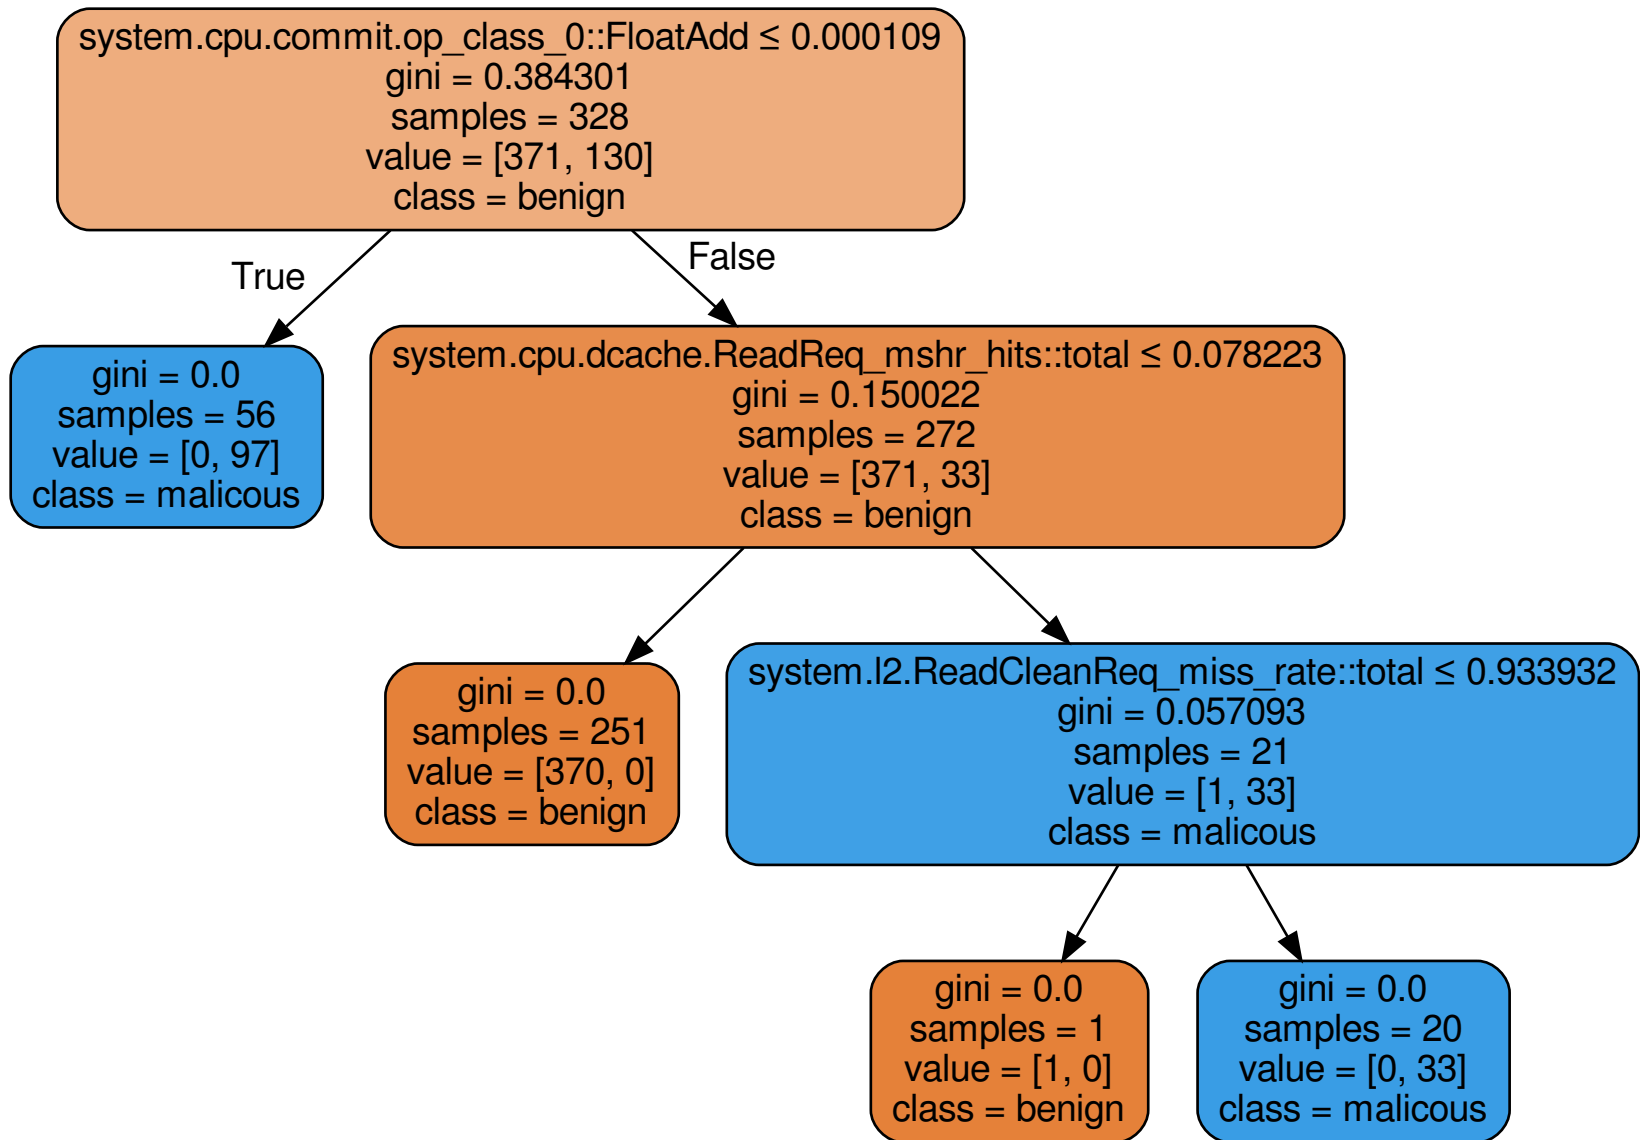 system.cpu.commit.op_class_0::FloatAdd ≤ 0.000109
gini = 0.384301
samples = 328
value = [371, 130]
class = benign
True
False
gini = 0.0
samples = 56
value = [0, 97]
class = malicous
system.cpu.dcache.ReadReq_mshr_hits::total ≤ 0.078223
gini = 0.150022
samples = 272
value = [371, 33]
class = benign
gini = 0.0
samples = 251
value = [370, 0]
class = benign
system.l2.ReadCleanReq_miss_rate::total ≤ 0.933932
gini = 0.057093
samples = 21
value = [1, 33]
class = malicous
gini = 0.0
samples = 1
value = [1, 0]
class = benign
gini = 0.0
samples = 20
value = [0, 33]
class = malicous